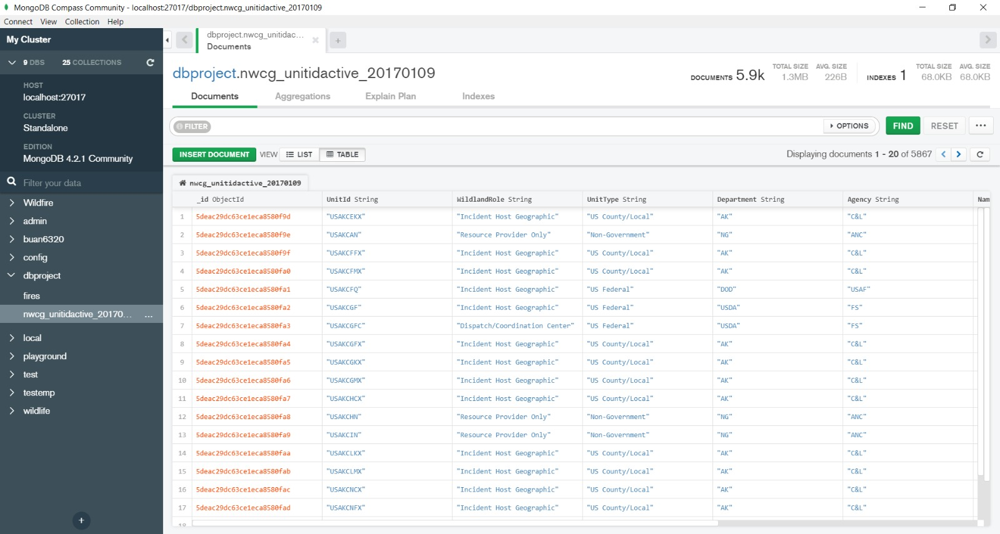 MongoDB Compass Community - localhost:27017/dbproject.nwcg_unitidactive_20170109
Connect View Collection Help
My Cluster
9 DBS 25 COLLECTIONS
HOST
localhost:27017
CLUSTER
Standalone
EDITION
MongoDB 4.2.1 Community
Filter your data
Wildfire
admin
buan6320
config
dbproject
fires
nwcg_unitidactive_20170... ...
local
playground
test
testemp
wildlife
+
dbproject.nwcg_unitidac...
Documents
+
dbproject.nwcg_unitidactive_20170109
DOCUMENTS 5.9k TOTAL SIZE 1.3MB AVG. SIZE 226B INDEXES 1 TOTAL SIZE 68.0KB AVG. SIZE 68.0KB
Documents Aggregations Explain Plan Indexes
FILTER OPTIONS FIND RESET ...
INSERT DOCUMENT VIEW LIST TABLE Displaying documents 1 - 20 of 5867
nwcg_unitidactive_20170109
_id ObjectId UnitId String WildlandRole String UnitType String Department String Agency String Nam
1 5deac29dc63ce1eca8580f9d "USAKCEKX" "Incident Host Geographic" "US County/Local" "AK" "C&L"
2 5deac29dc63ce1eca8580f9e "USAKCAN" "Resource Provider Only" "Non-Government" "NG" "ANC"
3 5deac29dc63ce1eca8580f9f "USAKCFFX" "Incident Host Geographic" "US County/Local" "AK" "C&L"
4 5deac29dc63ce1eca8580fa0 "USAKCFMX" "Incident Host Geographic" "US County/Local" "AK" "C&L"
5 5deac29dc63ce1eca8580fa1 "USAKCFQ" "Incident Host Geographic" "US Federal" "DOD" "USAF"
6 5deac29dc63ce1eca8580fa2 "USAKCGF" "Incident Host Geographic" "US Federal" "USDA" "FS"
7 5deac29dc63ce1eca8580fa3 "USAKCGFC" "Dispatch/Coordination Center" "US Federal" "USDA" "FS"
8 5deac29dc63ce1eca8580fa4 "USAKCGFX" "Incident Host Geographic" "US County/Local" "AK" "C&L"
9 5deac29dc63ce1eca8580fa5 "USAKCGKX" "Incident Host Geographic" "US County/Local" "AK" "C&L"
10 5deac29dc63ce1eca8580fa6 "USAKCGMX" "Incident Host Geographic" "US County/Local" "AK" "C&L"
11 5deac29dc63ce1eca8580fa7 "USAKCHCX" "Incident Host Geographic" "US County/Local" "AK" "C&L"
12 5deac29dc63ce1eca8580fa8 "USAKCHN" "Resource Provider Only" "Non-Government" "NG" "ANC"
13 5deac29dc63ce1eca8580fa9 "USAKCIN" "Resource Provider Only" "Non-Government" "NG" "ANC"
14 5deac29dc63ce1eca8580faa "USAKCLKX" "Incident Host Geographic" "US County/Local" "AK" "C&L"
15 5deac29dc63ce1eca8580fab "USAKCLMX" "Incident Host Geographic" "US County/Local" "AK" "C&L"
16 5deac29dc63ce1eca8580fac "USAKCNCX" "Incident Host Geographic" "US County/Local" "AK" "C&L"
17 5deac29dc63ce1eca8580fad "USAKCNFX" "Incident Host Geographic" "US County/Local" "AK" "C&L"
18